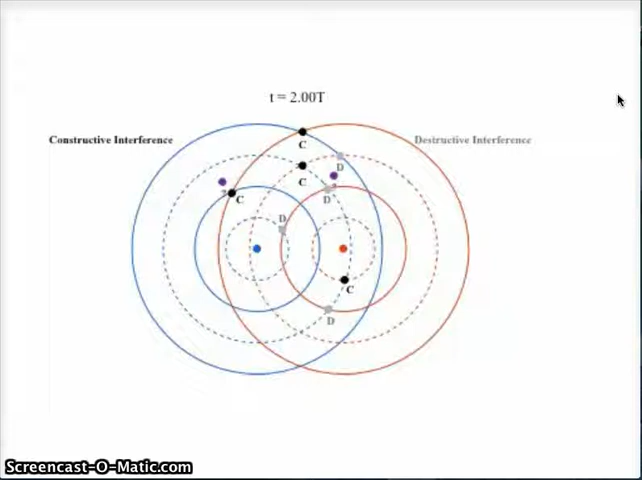 t = 2.00T
Constructive Interference
Destructive Interference
C
D
C
?
?
D
C
D
C
D
Screencast-O-Matic.com